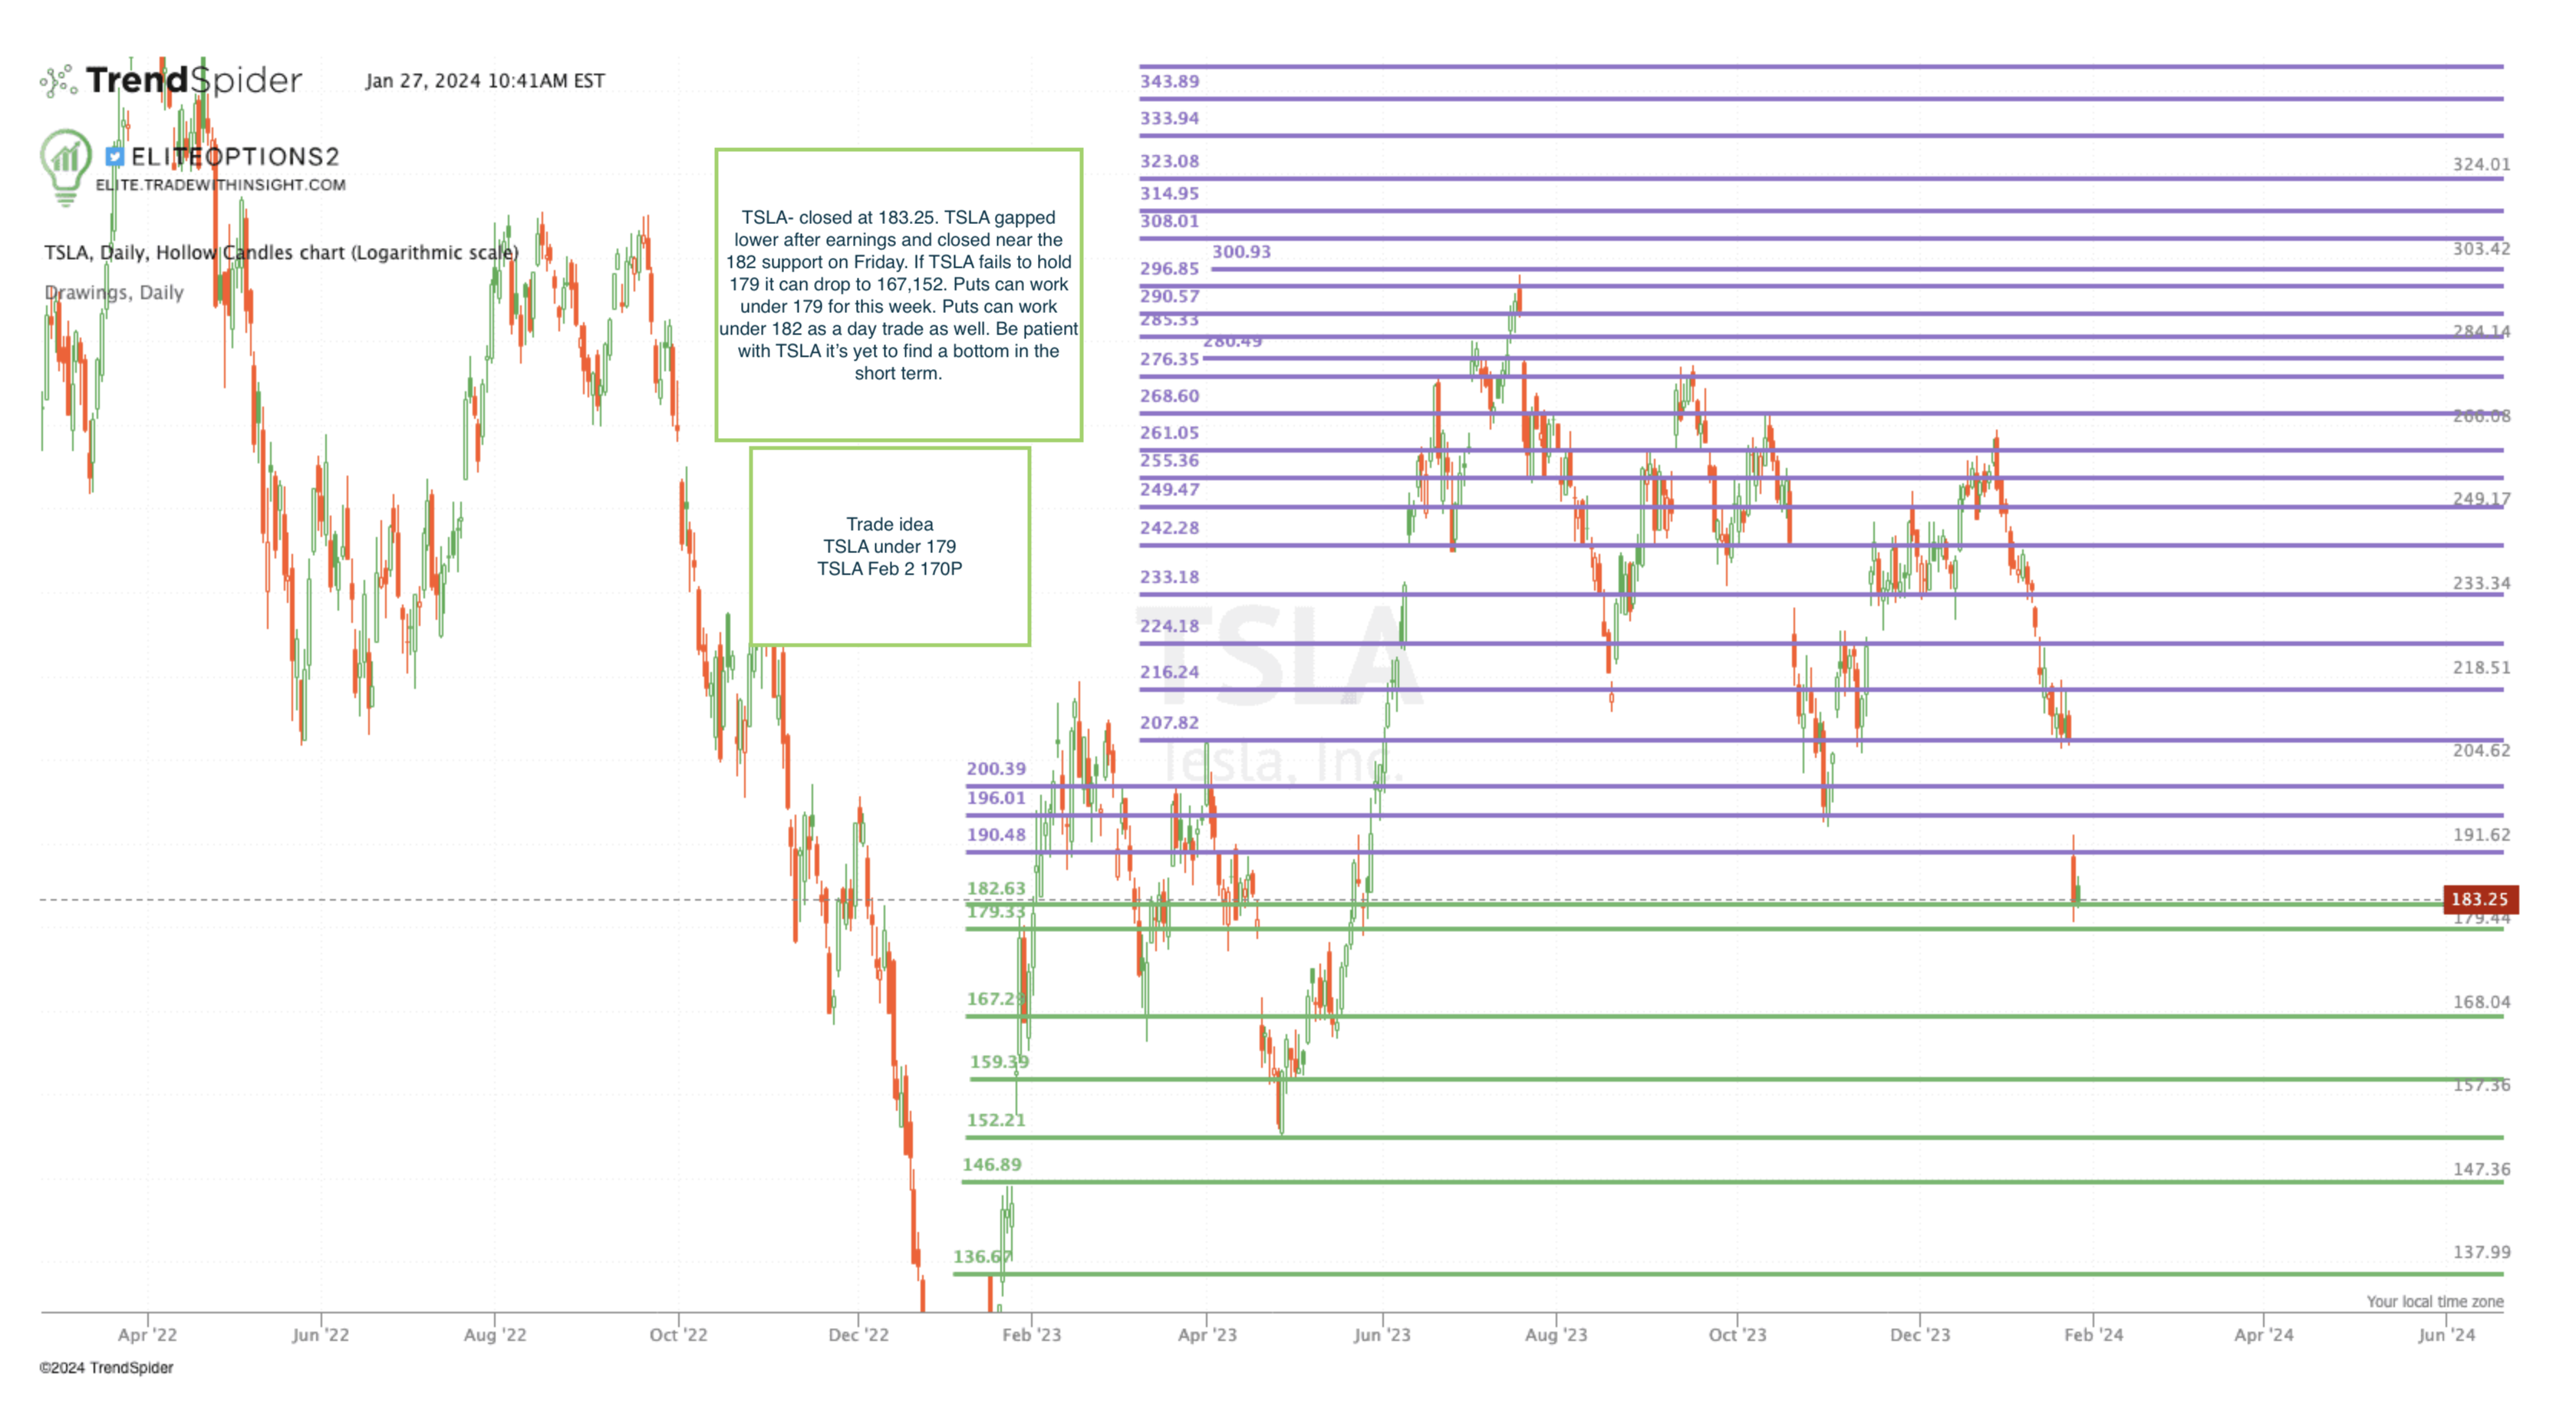 TrendSpider
Jan 27, 2024 10:41AM EST
ELITEOPTIONS2
ELITE.TRADEWITHINSIGHT.COM
TSLA, Daily, Hollow Candles chart (Logarithmic scale)
Drawings, Daily
TSLA- closed at 183.25. TSLA gapped
lower after earnings and closed near the
182 support on Friday. If TSLA fails to hold
179 it can drop to 167,152. Puts can work
under 179 for this week. Puts can work
under 182 as a day trade as well. Be patient
with TSLA it’s yet to find a bottom in the
short term.
Trade idea
TSLA under 179
TSLA Feb 2 170P
TSLA
Tesla, Inc.
343.89
333.94
323.08
314.95
308.01
300.93
296.85
290.57
285.33
280.49
276.35
268.60
261.05
255.36
249.47
242.28
233.18
224.18
216.24
207.82
200.39
196.01
190.48
182.63
179.33
167.29
159.39
152.21
146.89
136.67
324.01
303.42
284.14
266.08
249.17
233.34
218.51
204.62
191.62
183.25
179.44
168.04
157.36
147.36
137.99
Your local time zone
Apr '22
Jun '22
Aug '22
Oct '22
Dec '22
Feb '23
Apr '23
Jun '23
Aug '23
Oct '23
Dec '23
Feb '24
Apr '24
Jun '24
©2024 TrendSpider